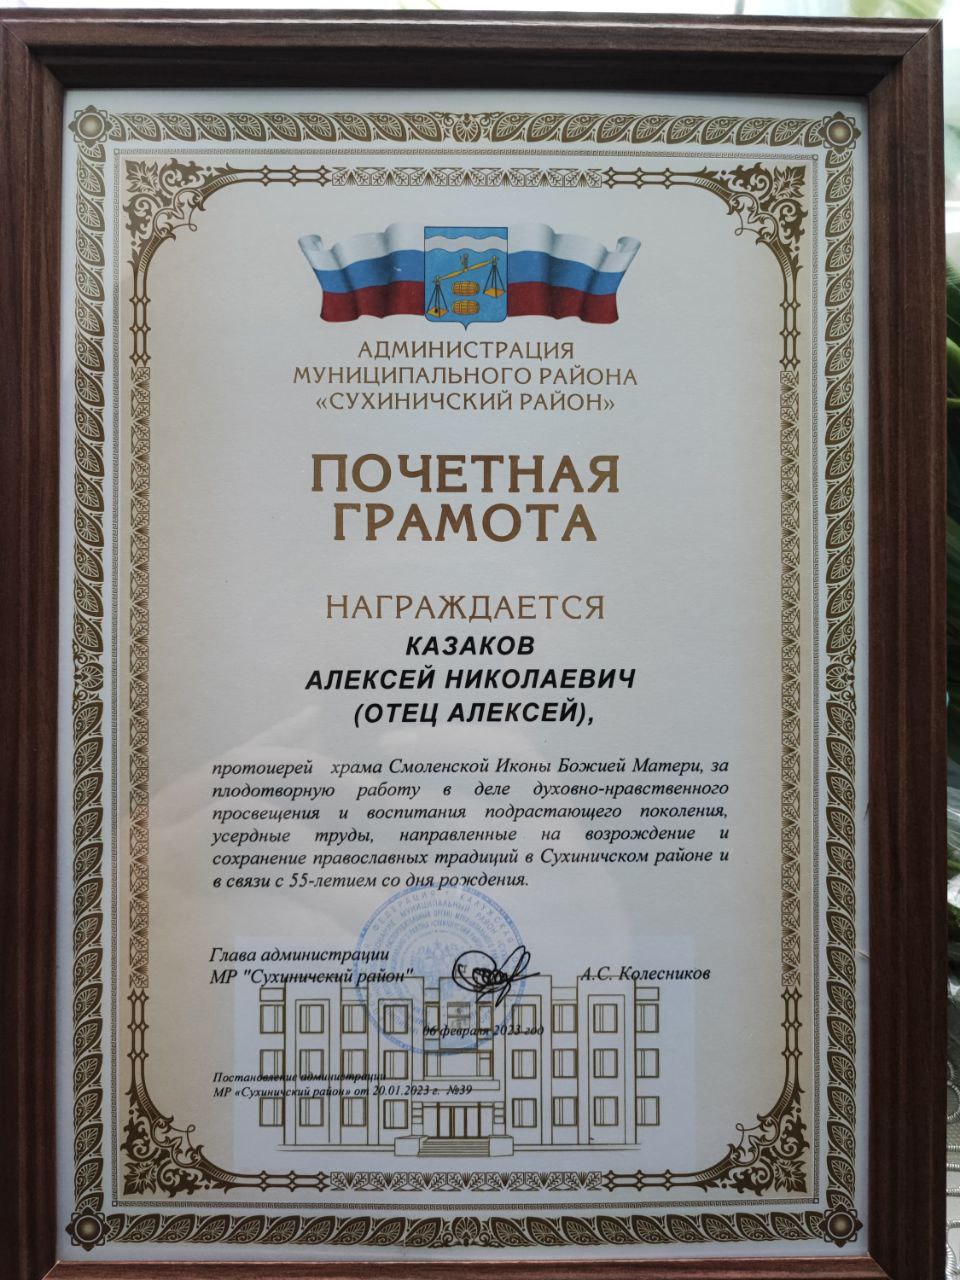 АДМИНИСТРАЦИЯ
МУНИЦИПАЛЬНОГО РАЙОНА
«СУХИНИЧСКИЙ РАЙОН»
ПОЧЕТНАЯ
ГРАМОТА
НАГРАЖДАЕТСЯ
КАЗАКОВ
АЛЕКСЕЙ НИКОЛАЕВИЧ
(ОТЕЦ АЛЕКСЕЙ),
протоиерей храма Смоленской Иконы Божией Матери, за
плодотворную работу в деле духовно-нравственного
просвещения и воспитания подрастающего поколения,
усердные труды, направленные на возрождение и
сохранение православных традиций в Сухиничском районе и
в связи с 55-летием со дня рождения.
Глава администрации
МР "Сухиничский район" А.С. Колесников
06 февраля 2023 год
Постановление администрации
МР «Сухиничский район» от 20.01.2023 г. №39